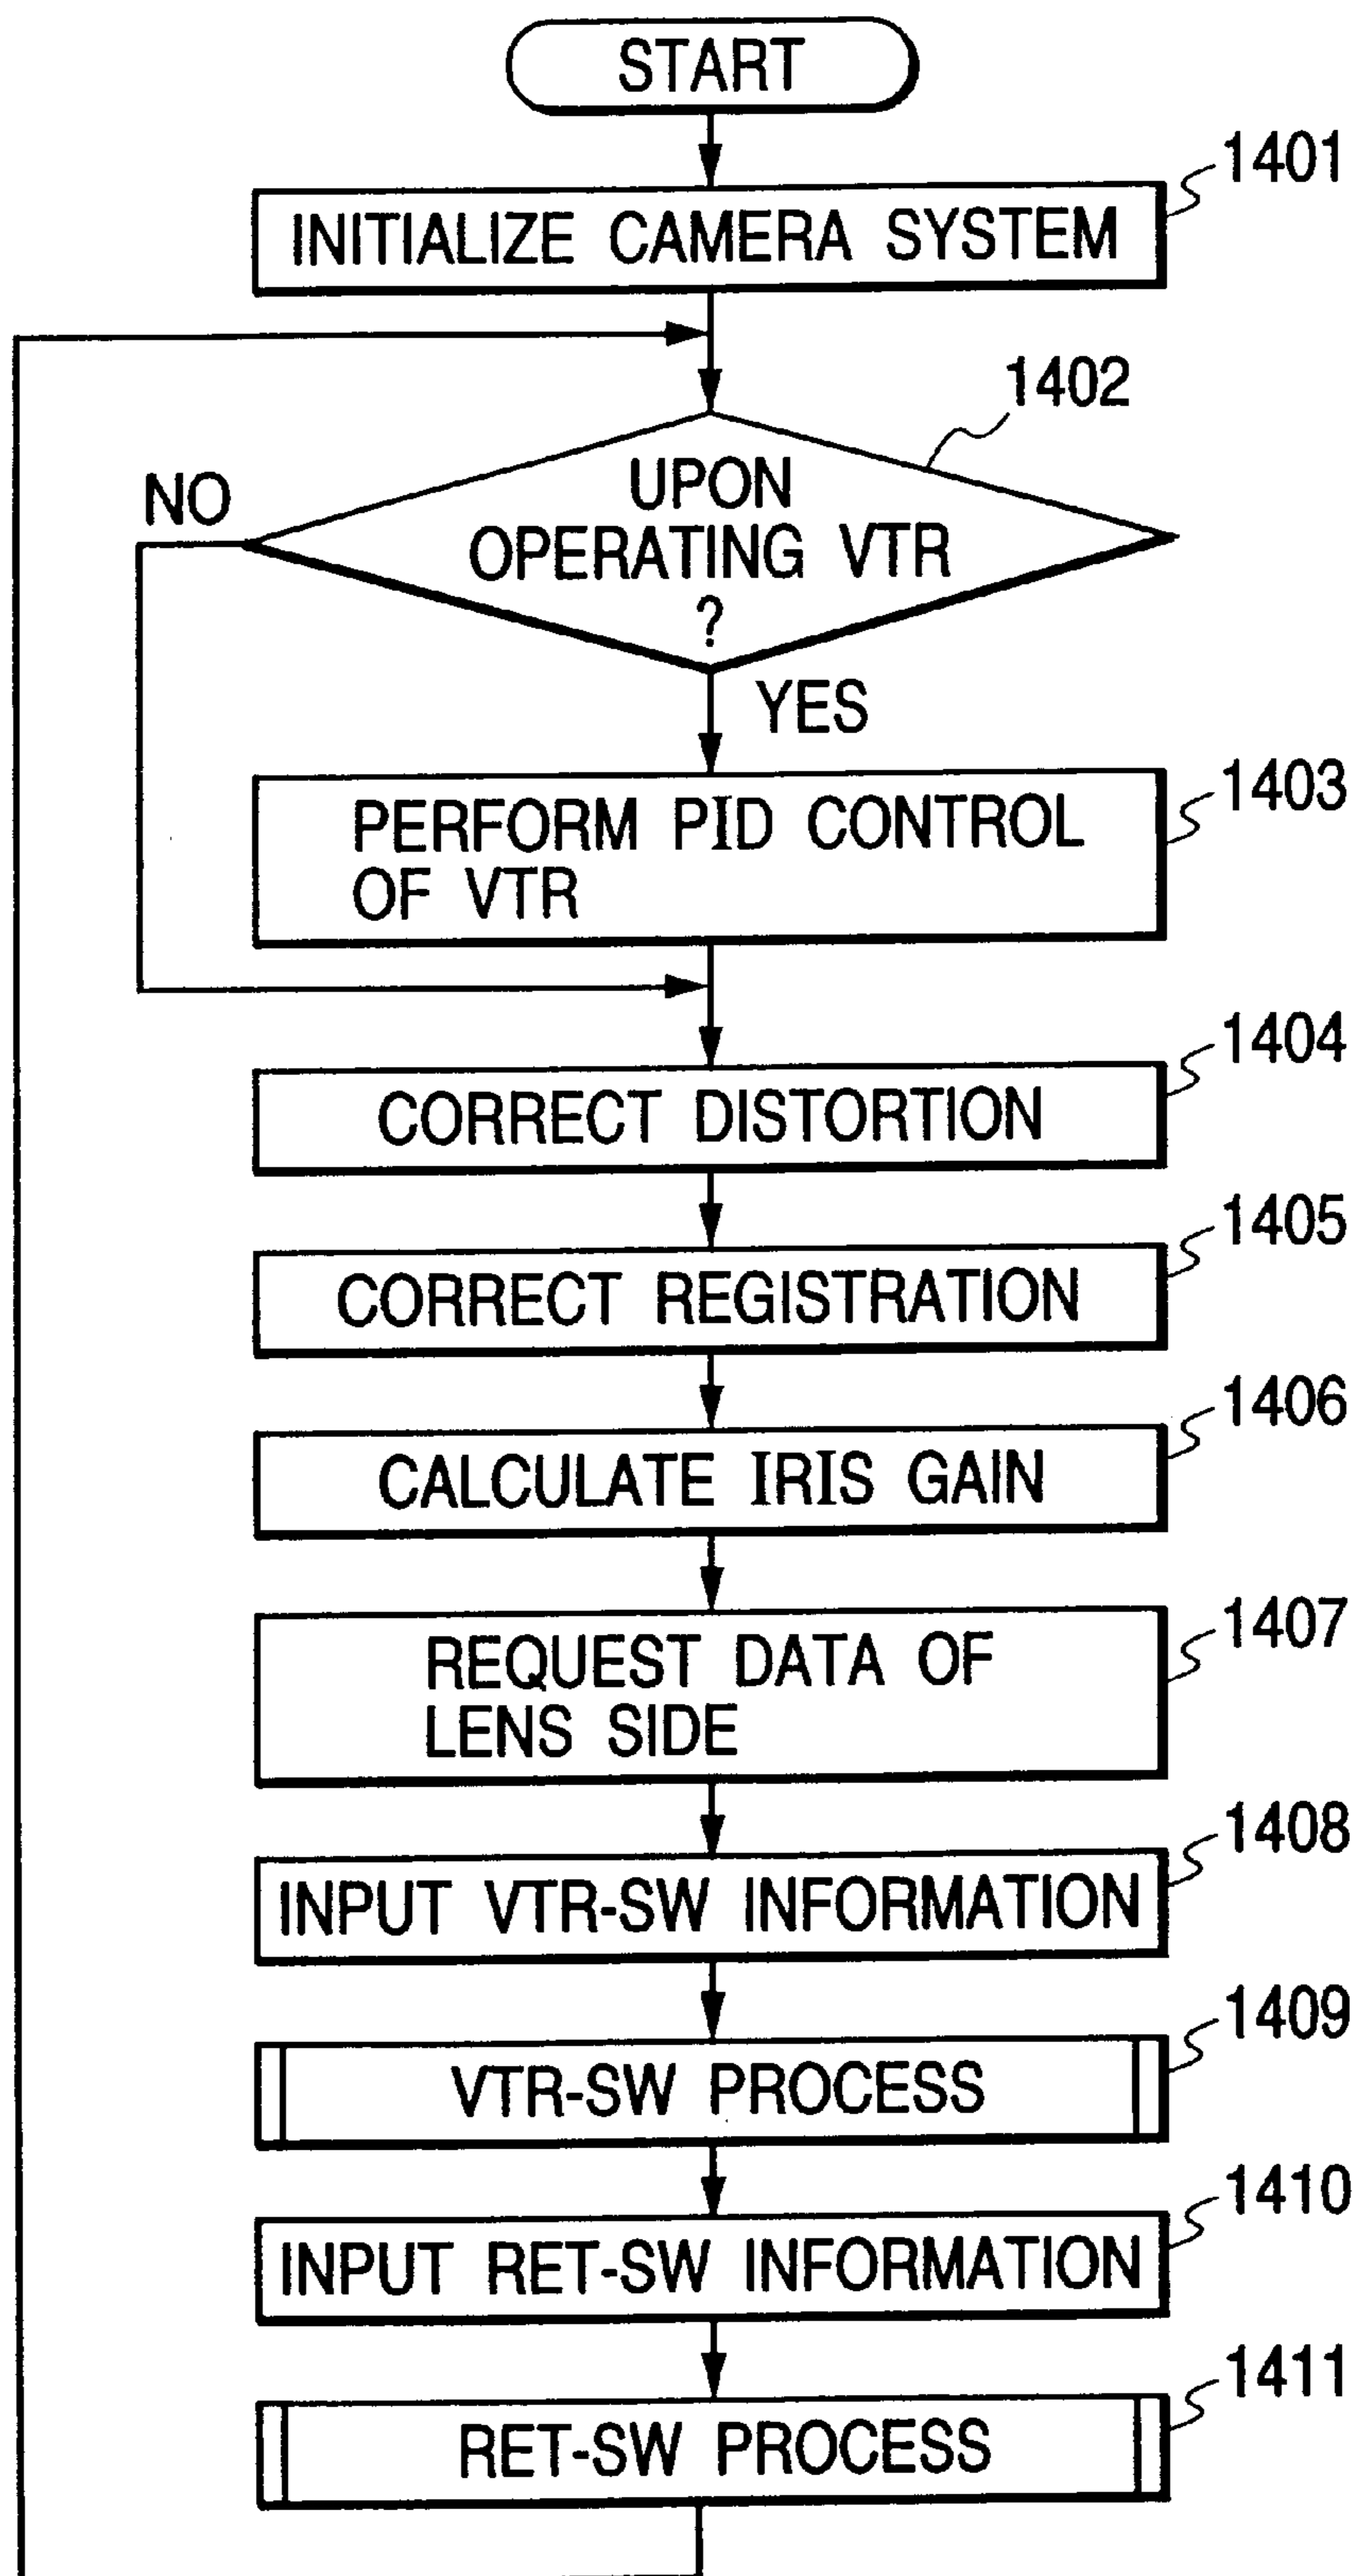 START
1401
INITIALIZE CAMERA SYSTEM
1402
NO
UPON
OPERATING VTR
?
YES
1403
PERFORM PID CONTROL
OF VTR
1404
CORRECT DISTORTION
1405
CORRECT REGISTRATION
1406
CALCULATE IRIS GAIN
1407
REQUEST DATA OF
LENS SIDE
1408
INPUT VTR-SW INFORMATION
1409
VTR-SW PROCESS
1410
INPUT RET-SW INFORMATION
1411
RET-SW PROCESS